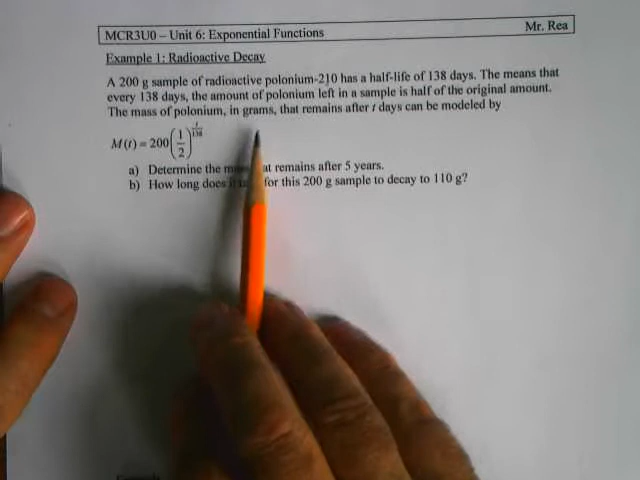 MCR3U0 – Unit 6: Exponential Functions
Mr. Rea
Example 1: Radioactive Decay
A 200 g sample of radioactive polonium-210 has a half-life of 138 days. The means that
every 138 days, the amount of polonium left in a sample is half of the original amount.
The mass of polonium, in grams, that remains after t days can be modeled by
M(t) = 200(1/2)^(t/138)
a) Determine the at remains after 5 years.
b) How long does for this 200 g sample to decay to 110 g?